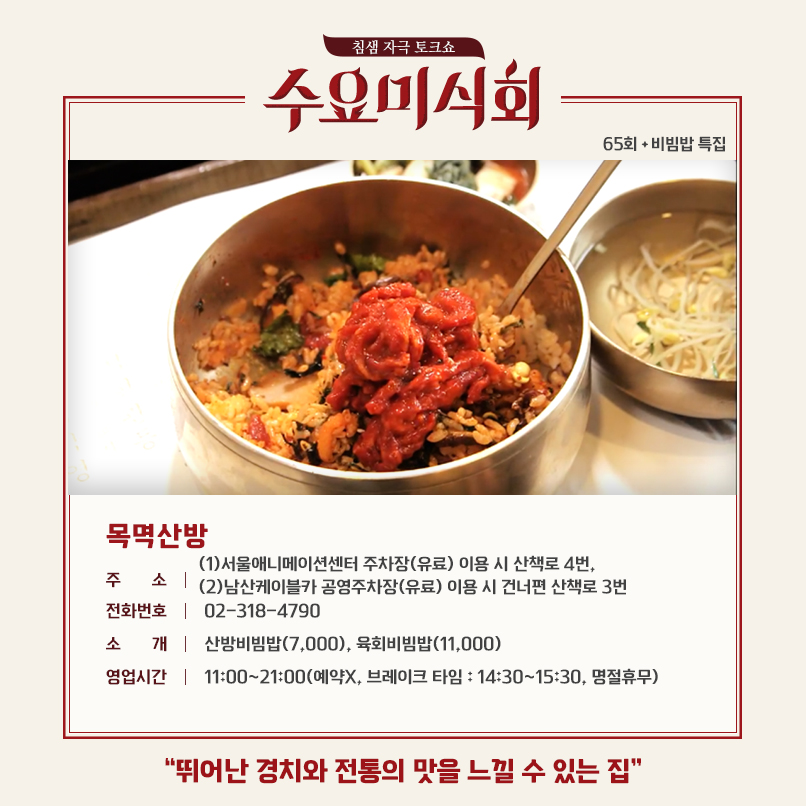 침샘 자극 토크쇼
수요미식회
65회 + 비빔밥 특집
목멱산방
주 소 | (1)서울애니메이션센터 주차장(유료) 이용 시 산책로 4번,
(2)남산케이블카 공영주차장(유료) 이용 시 건너편 산책로 3번
전화번호 | 02-318-4790
소 개 | 산방비빔밥(7,000), 육회비빔밥(11,000)
영업시간 | 11:00~21:00(예약X, 브레이크 타임 : 14:30~15:30, 명절휴무)
“뛰어난 경치와 전통의 맛을 느낄 수 있는 집”